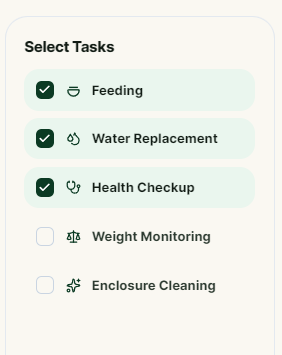 Select Tasks
Feeding
Water Replacement
Health Checkup
Weight Monitoring
Enclosure Cleaning